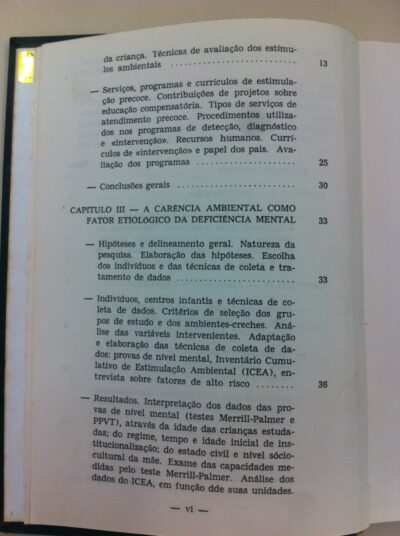 da criança. Técnicas de avaliação dos estímu-
los ambientais .................................. 13
— Serviços, programas e currículos de estimula-
ção precoce. Contribuições de projetos sobre
educação compensatória. Tipos de serviços de
atendimento precoce. Procedimentos utiliza-
dos nos programas de detecção, diagnóstico
e «intervenção». Recursos humanos. Currí-
culos de «intervenção» e papel dos pais. Ava-
liação dos programas .......................... 25
— Conclusões gerais ............................. 30
CAPÍTULO III — A CARÊNCIA AMBIENTAL COMO
FATOR ETIOLÓGICO DA DEFICIÊNCIA MENTAL 33
— Hipóteses e delineamento geral. Natureza da
pesquisa. Elaboração das hipóteses. Escolha
dos indivíduos e das técnicas de coleta e tra-
tamento de dados ............................... 33
— Indivíduos, centros infantis e técnicas de co-
leta de dados. Critérios de seleção dos gru-
pos de estudo e dos ambientes-creches. Aná-
lise das variáveis intervenientes. Adaptação
e elaboração das técnicas de coleta de da-
dos: provas de nível mental, Inventário Cumu-
lativo de Estimulação Ambiental (ICEA), en-
trevista sobre fatores de alto risco ........ 36
— Resultados. Interpretação dos dados das pro-
vas de nível mental (testes Merrill-Palmer e
PPVT), através da idade das crianças estuda-
das; do regime, tempo e idade inicial de ins-
titucionalização; do estado civil e nível sócio-
cultural da mãe. Exame das capacidades me-
didas pelo teste Merrill-Palmer. Análise dos
dados do ICEA, em função dde suas unidades.
— vi —